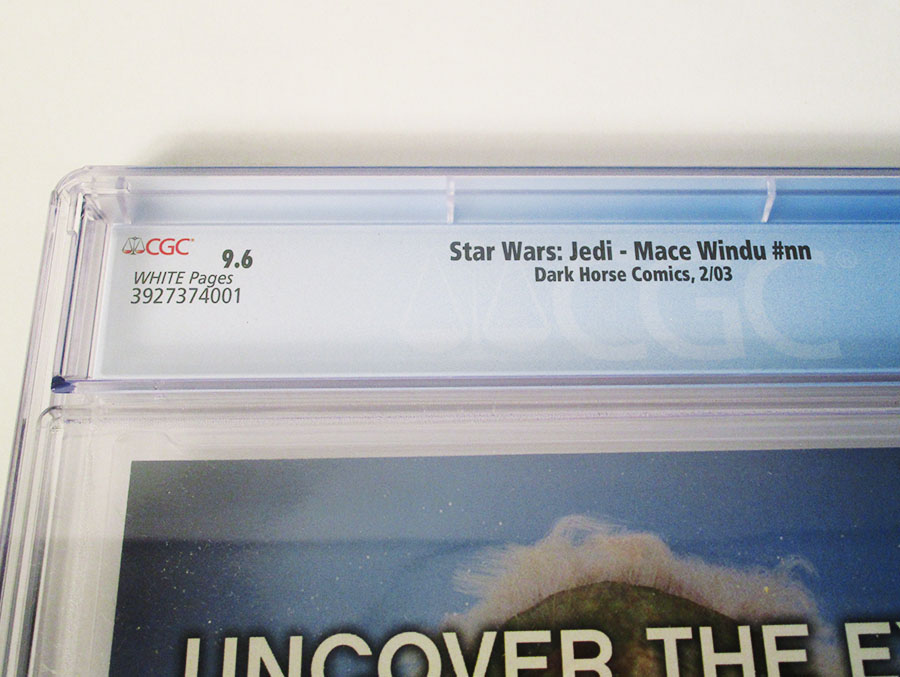 CGC
9.6
WHITE Pages
3927374001
Star Wars: Jedi - Mace Windu #nn
Dark Horse Comics, 2/03
CGC
UNCOVER THE